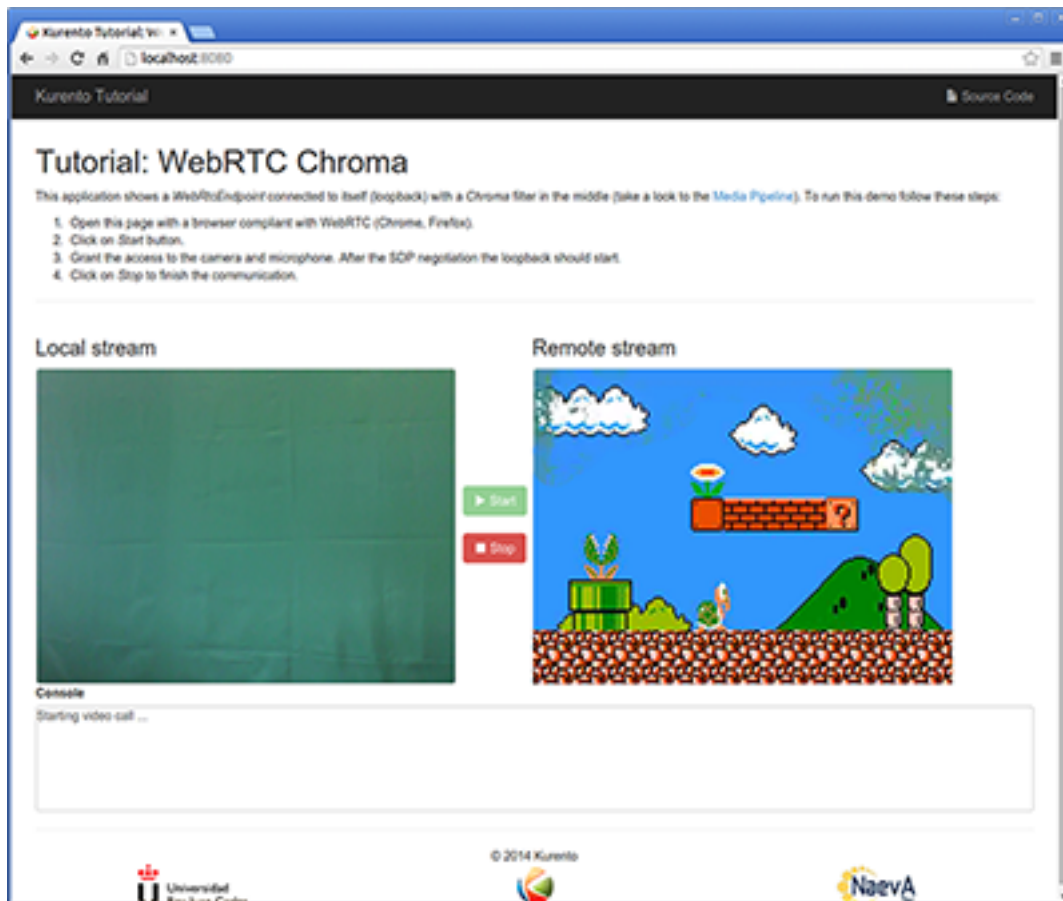 Kurento Tutorial: We
localhost:8080
Kurento Tutorial
Source Code
Tutorial: WebRTC Chroma
This application shows a WebRtcEndpoint connected to itself (loopback) with a Chroma filter in the middle (take a look to the Media Pipeline). To run this demo follow these steps:
1. Open this page with a browser compliant with WebRTC (Chrome, Firefox).
2. Click on Start button.
3. Grant the access to the camera and microphone. After the SDP negotiation the loopback should start.
4. Click on Stop to finish the communication.
Local stream
Remote stream
Start
?
Stop
Console
Starting video call ...
© 2014 Kurento
Universidad
Rey Juan Carlos
NaevA